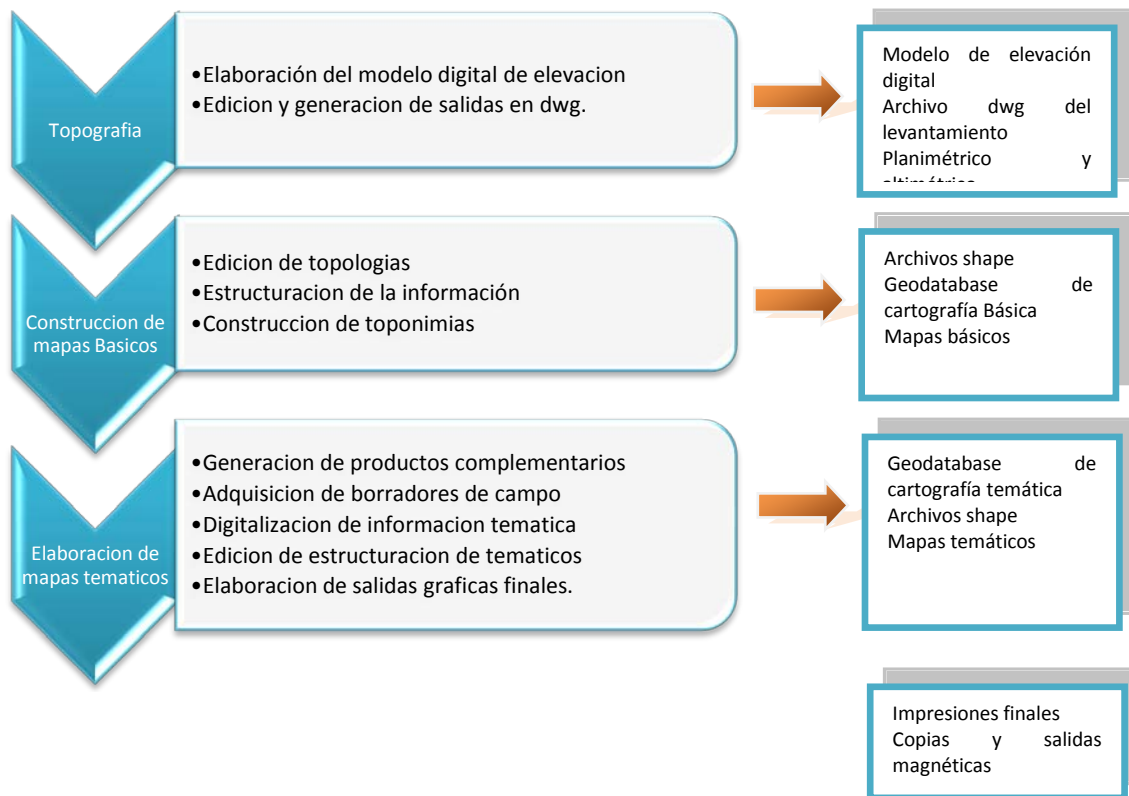 Topografia
•Elaboración del modelo digital de elevacion
•Edicion y generacion de salidas en dwg.
Modelo de elevación
digital
Archivo dwg del
levantamiento
Planimétrico y
altimétrico
Construccion de
mapas Basicos
•Edicion de topologias
•Estructuracion de la información
•Construccion de toponimias
Archivos shape
Geodatabase de
cartografía Básica
Mapas básicos
Elaboracion de
mapas tematicos
•Generacion de productos complementarios
•Adquisicion de borradores de campo
•Digitalizacion de informacion tematica
•Edicion de estructuracion de tematicos
•Elaboracion de salidas graficas finales.
Geodatabase de
cartografía temática
Archivos shape
Mapas temáticos
Impresiones finales
Copias y salidas
magnéticas